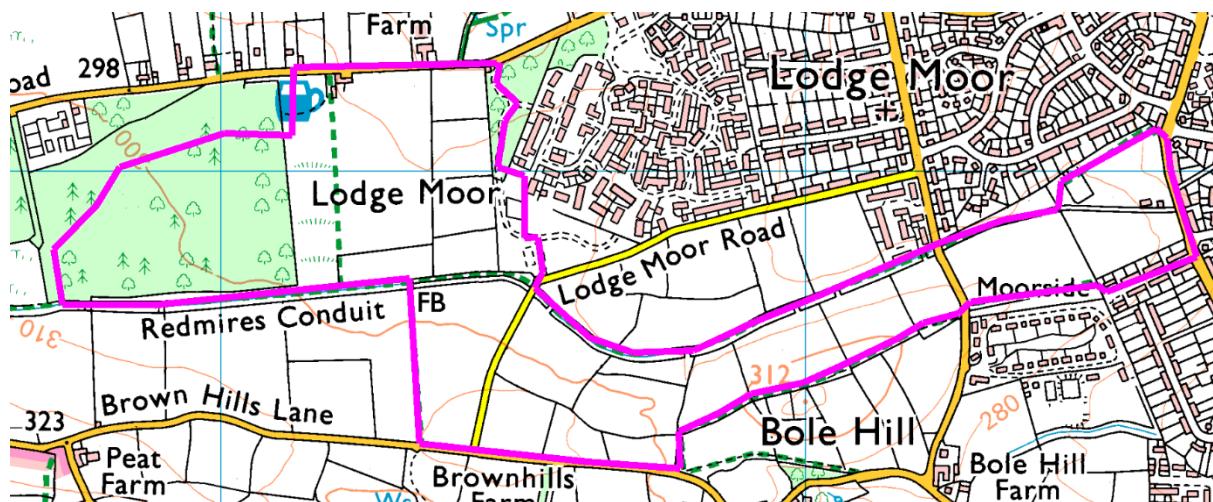 Farm
Spr
oad
298
Lodge Moor
300
Lodge Moor
Lodge Moor Road
FB
Redmires Conduit
Moorside
310
312
Brown Hills Lane
280
323
Bole Hill
Peat
Farm
Brownhills
Bole Hill
Farm